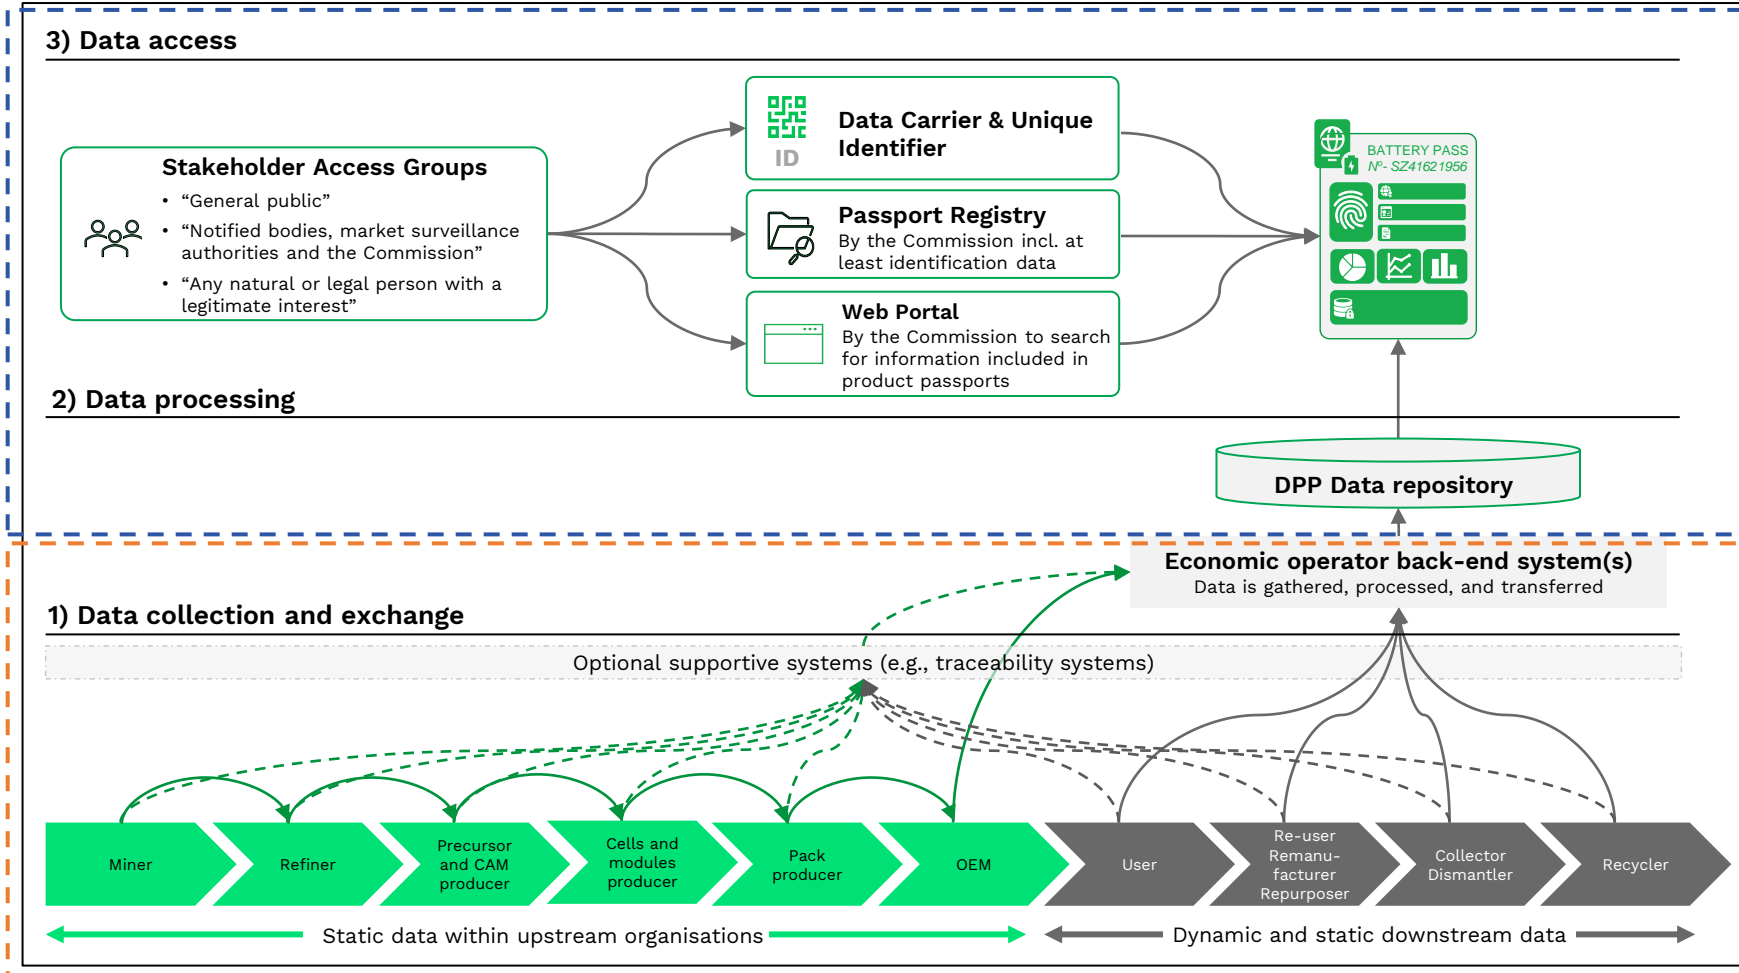 3) Data access
Stakeholder Access Groups
• “General public”
• “Notified bodies, market surveillance
authorities and the Commission”
• “Any natural or legal person with a
legitimate interest”
ID
Data Carrier & Unique
Identifier
Passport Registry
By the Commission incl. at
least identification data
Web Portal
By the Commission to search
for information included in
product passports
BATTERY PASS
Nº- SZ41621956
2) Data processing
DPP Data repository
Economic operator back-end system(s)
Data is gathered, processed, and transferred
1) Data collection and exchange
Optional supportive systems (e.g., traceability systems)
Miner
Refiner
Precursor
and CAM
producer
Cells and
modules
producer
Pack
producer
OEM
User
Re-user
Remanu-
facturer
Repurposer
Collector
Dismantler
Recycler
Static data within upstream organisations
Dynamic and static downstream data